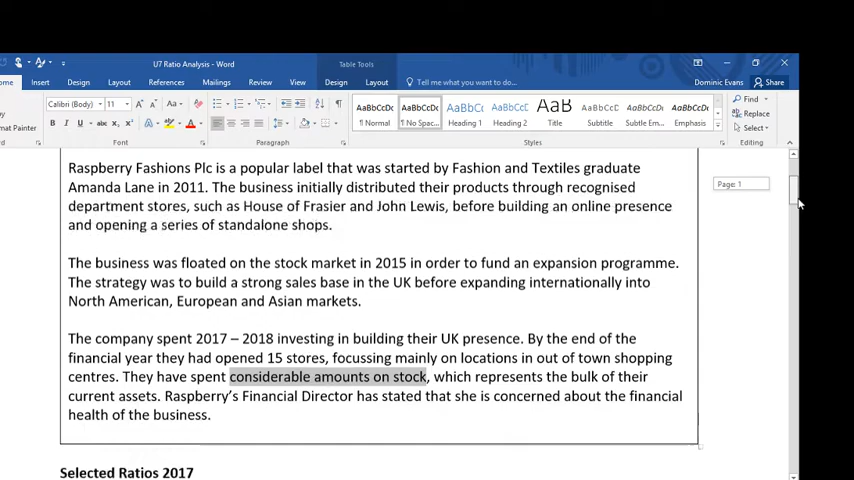 U7 Ratio Analysis - Word
Table Tools
Dominic Evans
Share
Insert Design Layout References Mailings Review View Design Layout Tell me what you want to do...
Calibri (Body) 11
Aa
B I U abc X₂ X²
mat Painter
Font
Paragraph
AaBbCcDc AaBbCcDc AaBbCc AaBbCcC AaB AaBbCcD AaBbCcDc AaBbCcDc
¶ Normal ¶ No Spac... Heading 1 Heading 2 Title Subtitle Subtle Em... Emphasis
Styles
Find
Replace
Select
Editing
Page: 1
Raspberry Fashions Plc is a popular label that was started by Fashion and Textiles graduate
Amanda Lane in 2011. The business initially distributed their products through recognised
department stores, such as House of Frasier and John Lewis, before building an online presence
and opening a series of standalone shops.
The business was floated on the stock market in 2015 in order to fund an expansion programme.
The strategy was to build a strong sales base in the UK before expanding internationally into
North American, European and Asian markets.
The company spent 2017 – 2018 investing in building their UK presence. By the end of the
financial year they had opened 15 stores, focussing mainly on locations in out of town shopping
centres. They have spent considerable amounts on stock, which represents the bulk of their
current assets. Raspberry's Financial Director has stated that she is concerned about the financial
health of the business.
Selected Ratios 2017